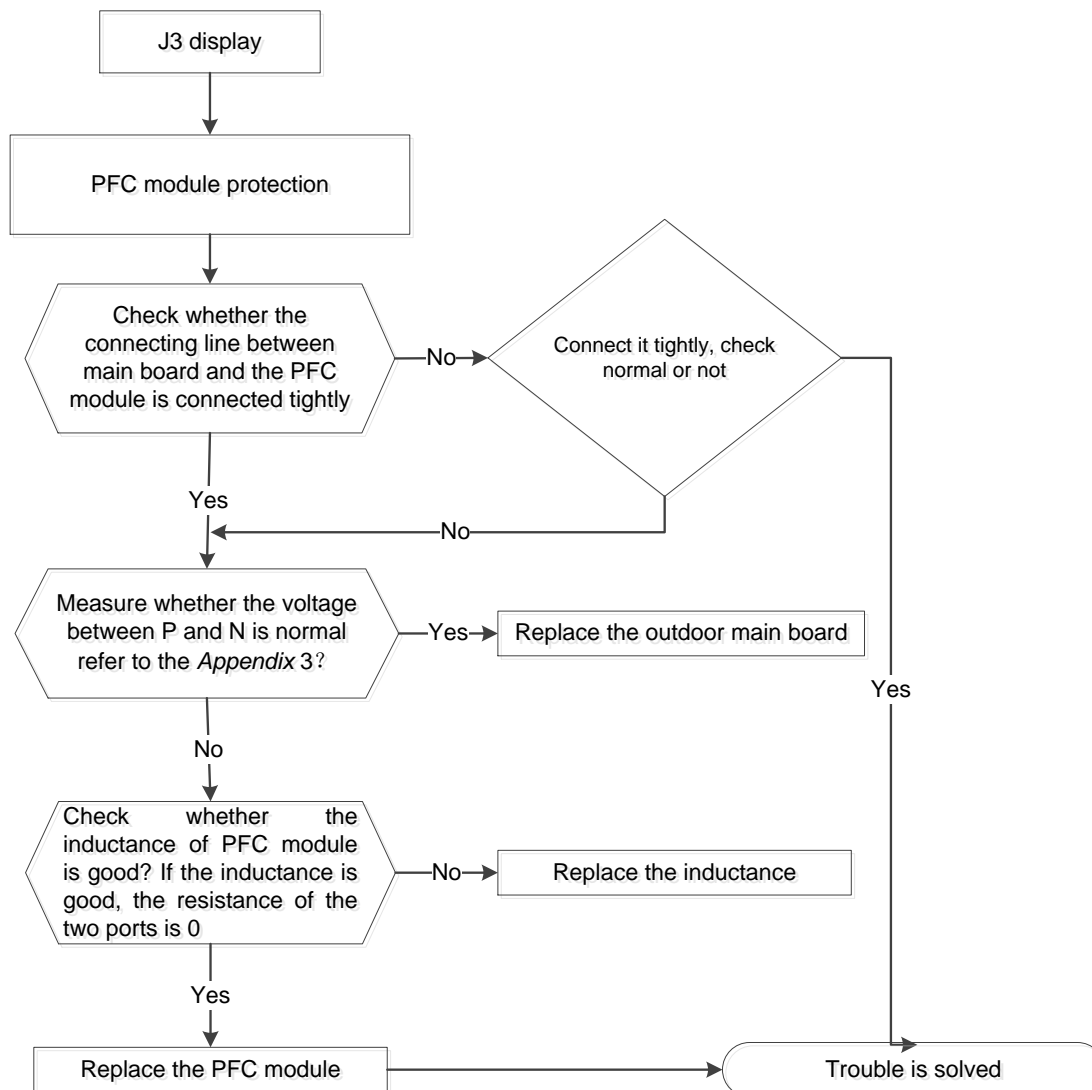 J3 display
PFC module protection
Check whether the
connecting line between
main board and the PFC
module is connected tightly
No
Connect it tightly, check
normal or not
Yes
No
Measure whether the voltage
between P and N is normal
refer to the Appendix 3？
Yes
Replace the outdoor main board
Yes
No
Check whether the
inductance of PFC module
is good? If the inductance is
good, the resistance of the
two ports is 0
No
Replace the inductance
Yes
Replace the PFC module
Trouble is solved